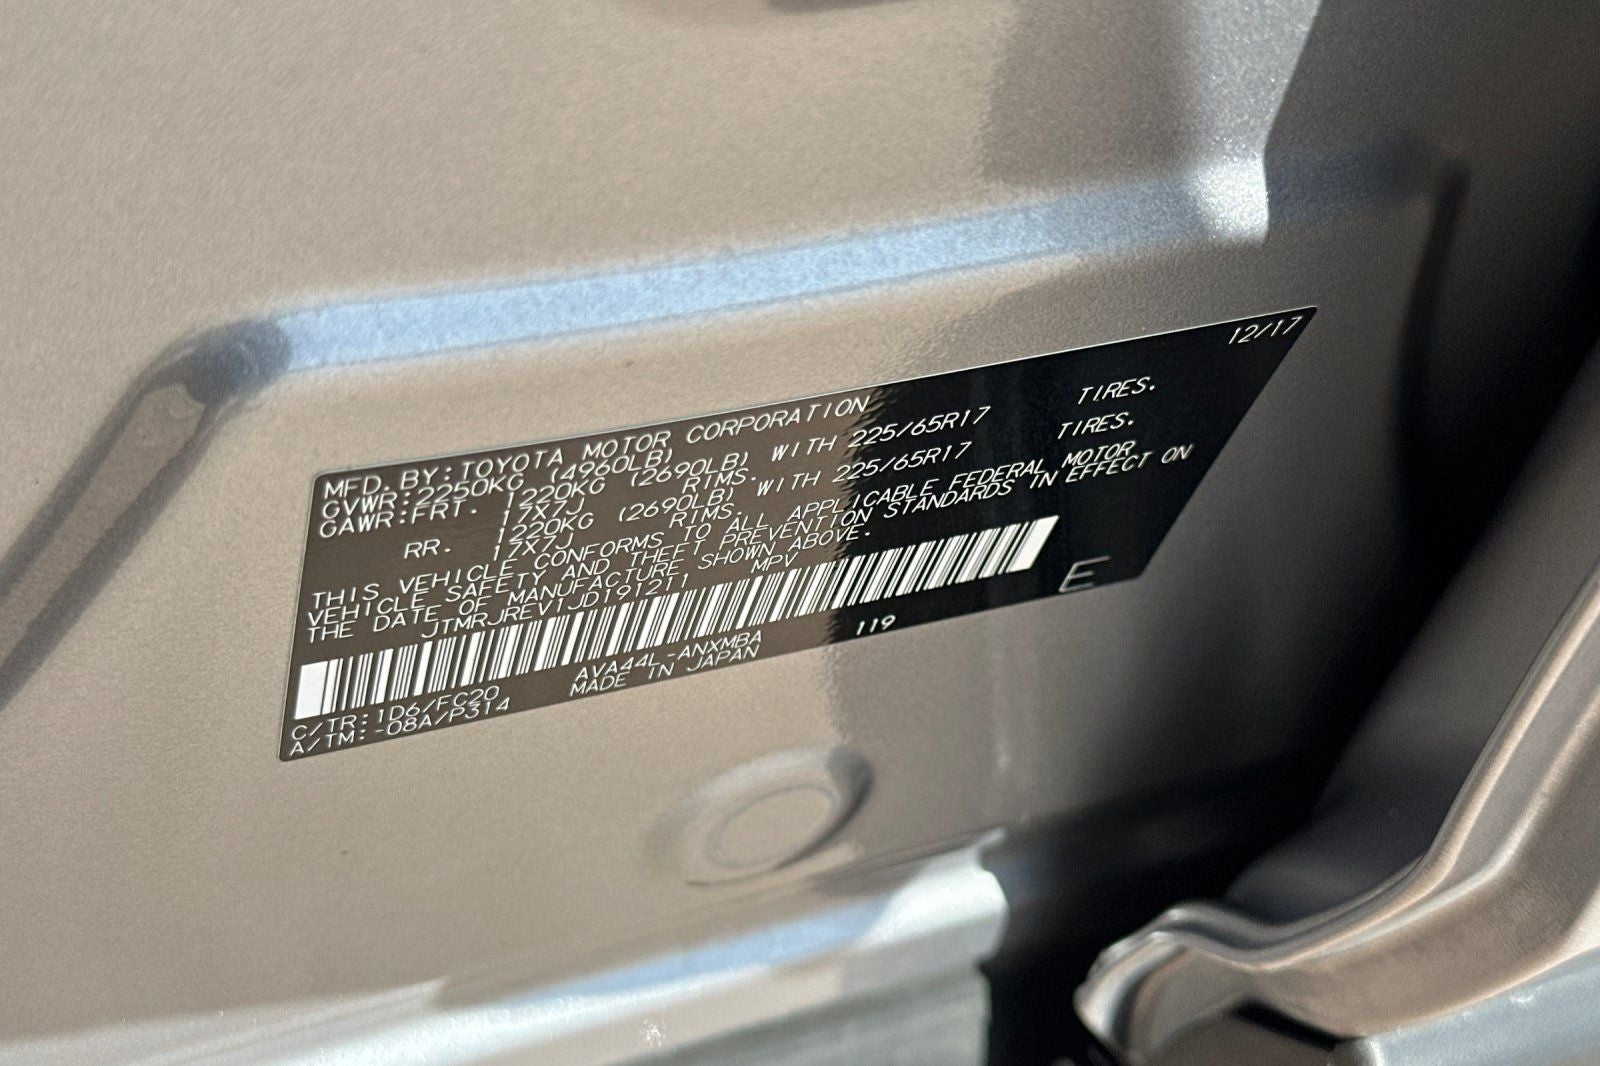 12/17
MFD. BY: TOYOTA MOTOR CORPORATION
GVWR: 2250KG (4960LB)
GAWR: FRT. 1220KG (2690LB) WITH 225/65R17 TIRES.
17X7J RIMS.
RR. 1220KG (2690LB) WITH 225/65R17 TIRES.
17X7J RIMS.
THIS VEHICLE CONFORMS TO ALL APPLICABLE FEDERAL MOTOR
VEHICLE SAFETY AND THEFT PREVENTION STANDARDS IN EFFECT ON
THE DATE OF MANUFACTURE SHOWN ABOVE.
JTMRJREV1JD191211 MPV
E
C/TR: 1D6/FC20 AVA44L-ANXMBA 119
A/TM: -08A/P314 MADE IN JAPAN